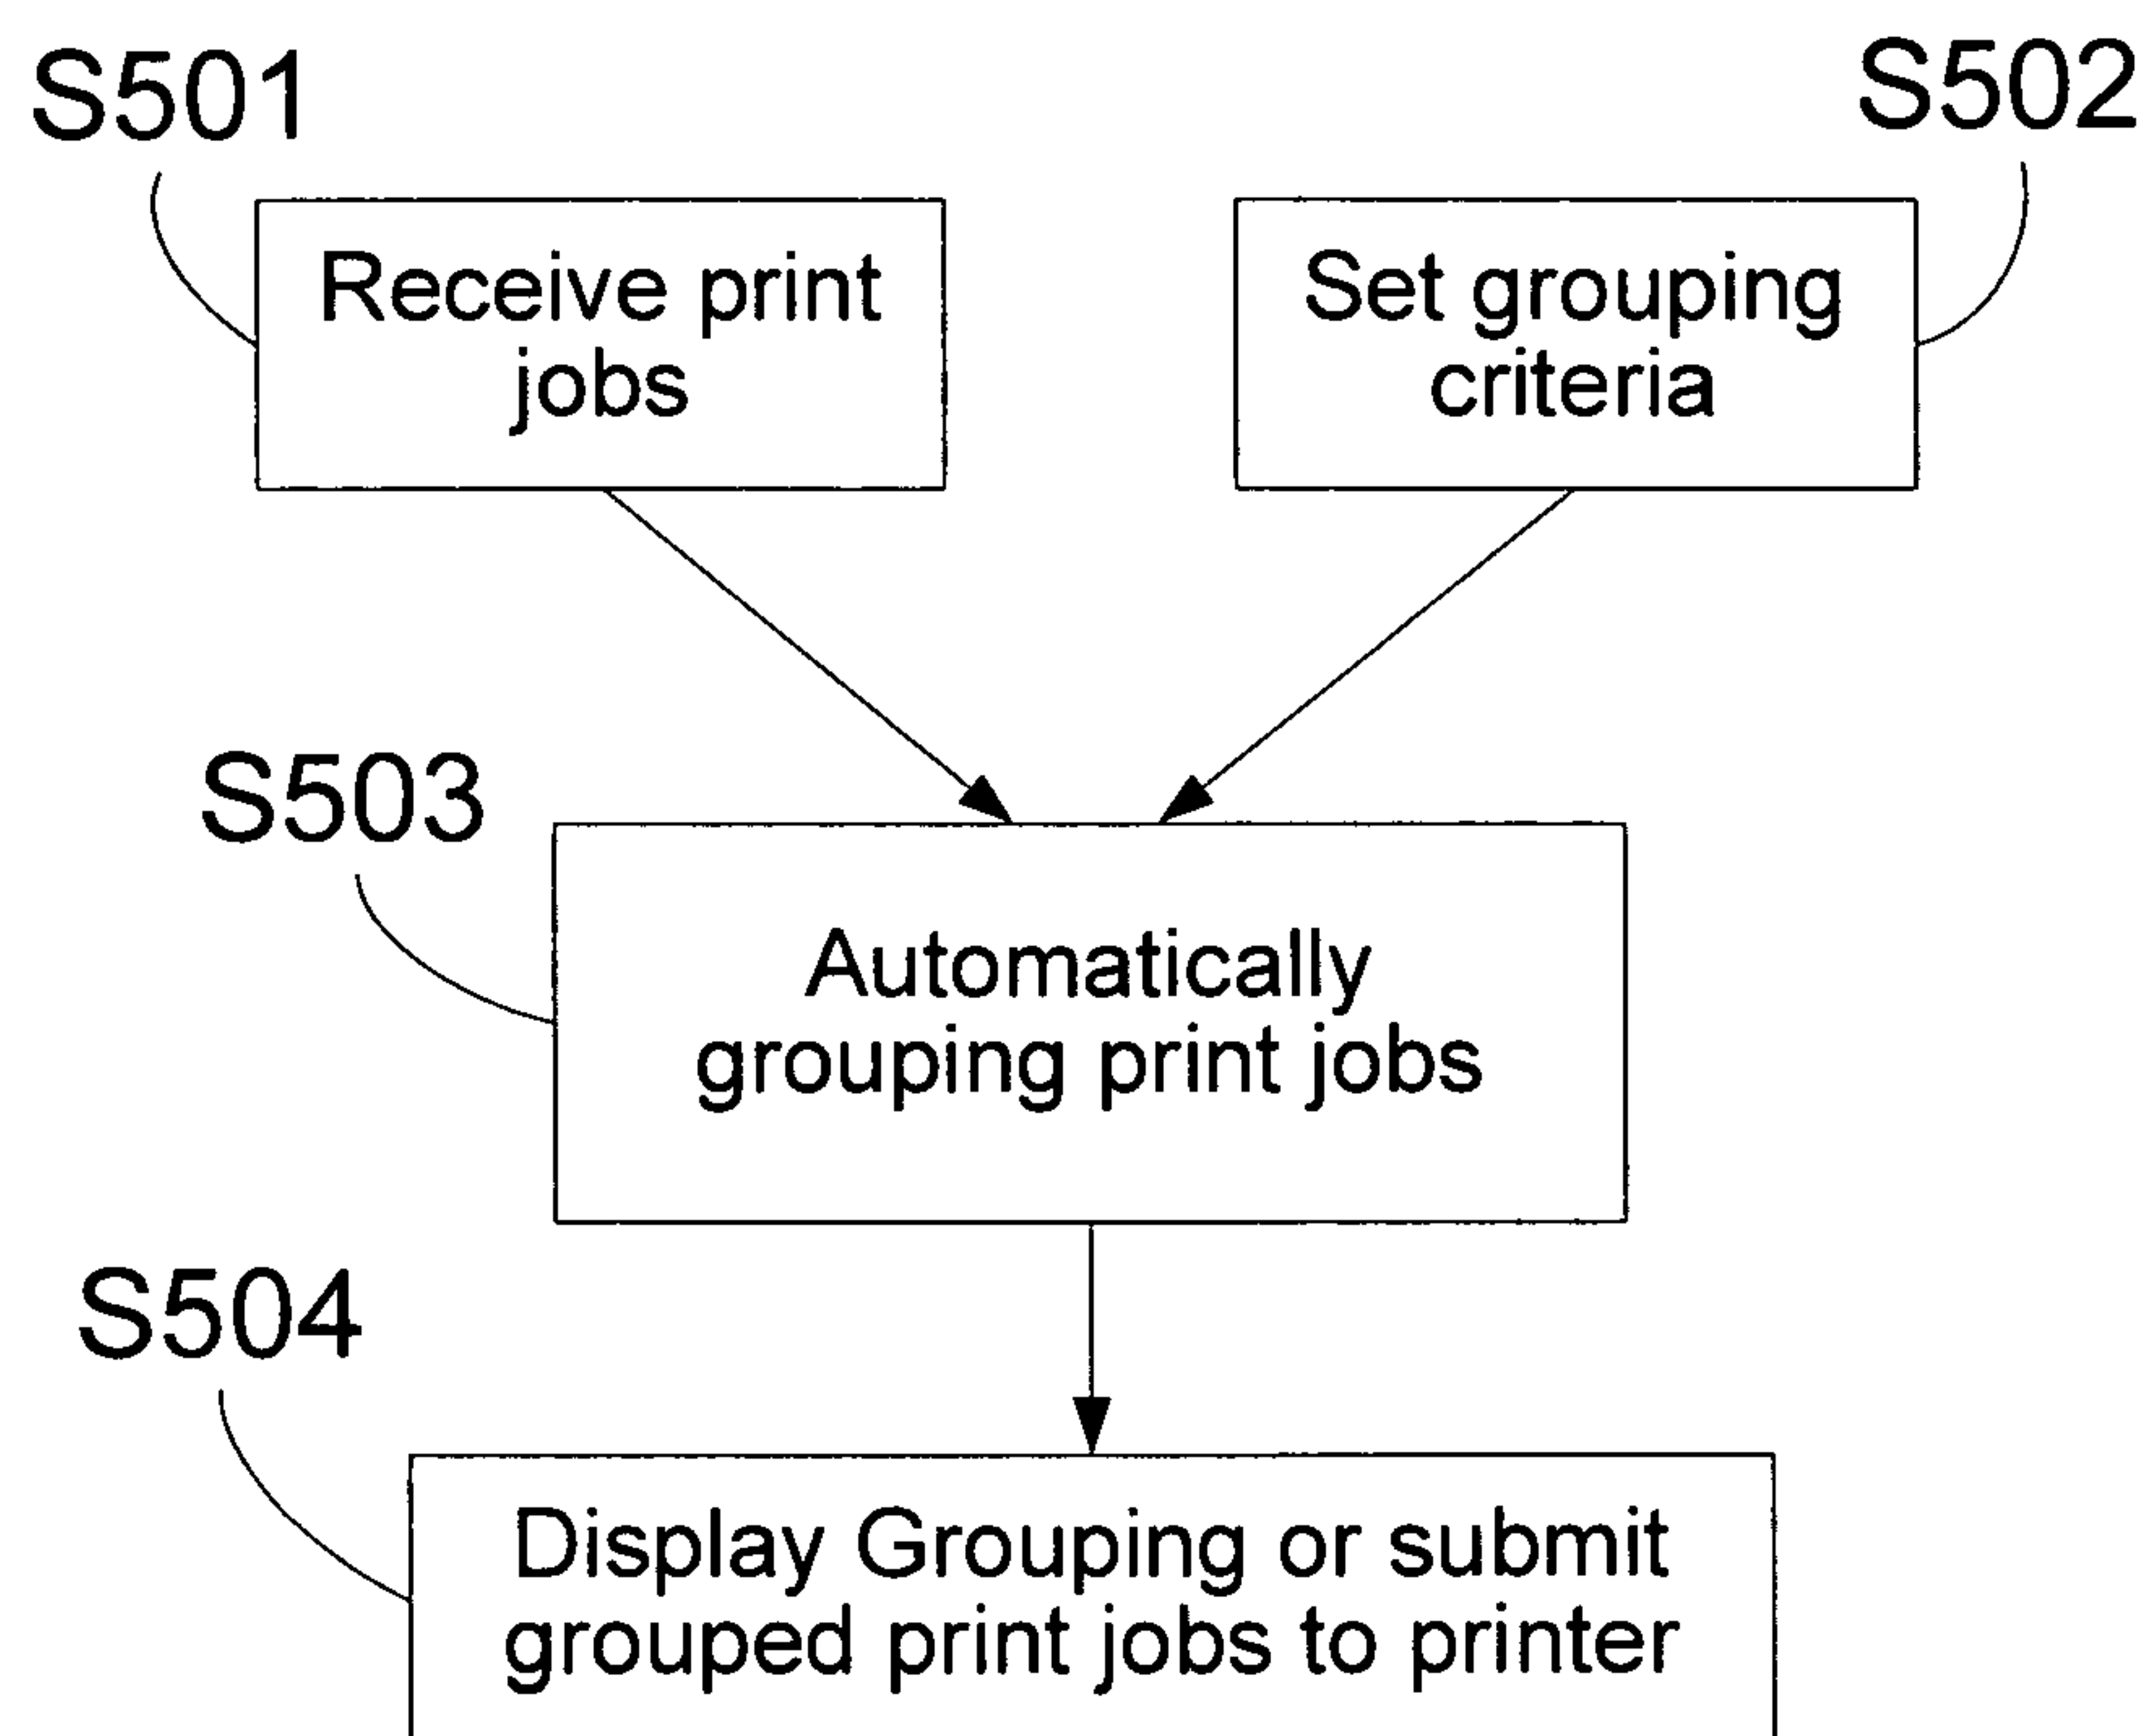 S501
S502
Receive print
jobs
Set grouping
criteria
S503
Automatically
grouping print jobs
S504
Display Grouping or submit
grouped print jobs to printer